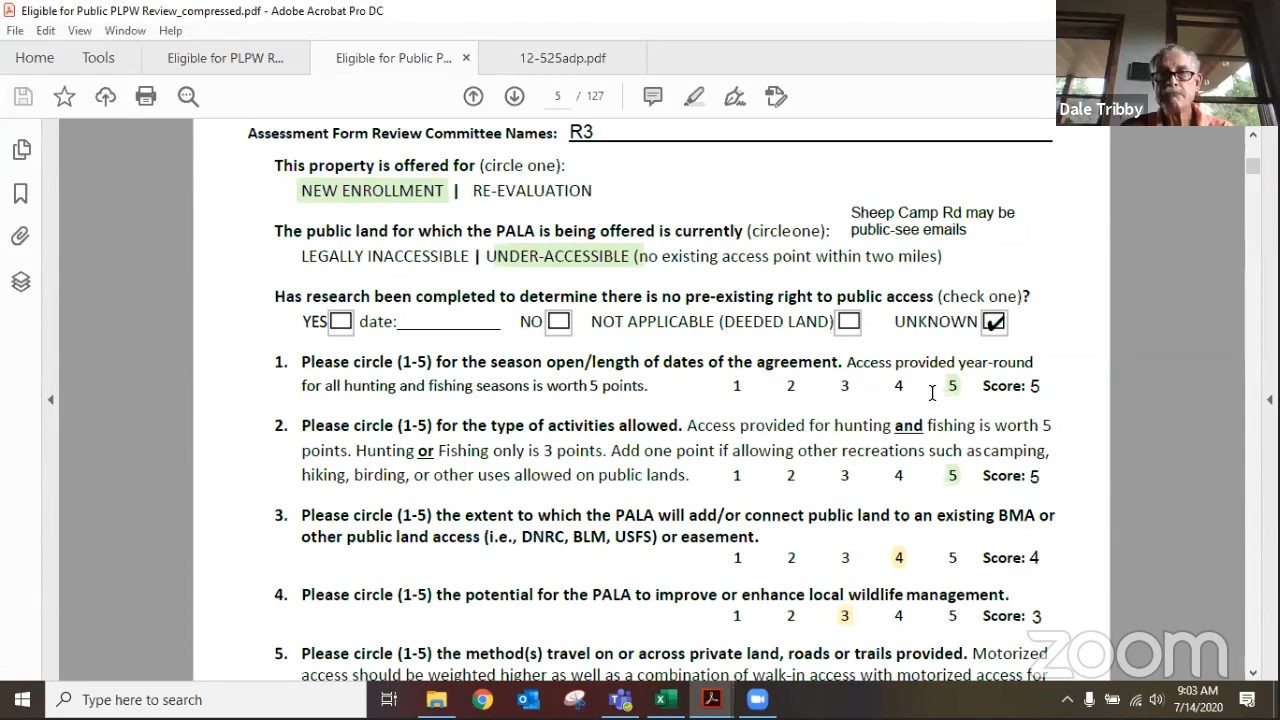 Eligible for Public PLPW Review_compressed.pdf - Adobe Acrobat Pro DC
File Edit View Window Help
Home Tools Eligible for PLPW R... Eligible for Public P... × 12-525adp.pdf
5 / 127
Dale Tribby
Assessment Form Review Committee Names: R3
This property is offered for (circle one):
NEW ENROLLMENT | RE-EVALUATION
Sheep Camp Rd may be
public-see emails
The public land for which the PALA is being offered is currently (circle one):
LEGALLY INACCESSIBLE | UNDER-ACCESSIBLE (no existing access point within two miles)
Has research been completed to determine there is no pre-existing right to public access (check one)?
YES date:__________ NO NOT APPLICABLE (DEEDED LAND) UNKNOWN ✔
1. Please circle (1-5) for the season open/length of dates of the agreement. Access provided year-round
for all hunting and fishing seasons is worth 5 points. 1 2 3 4 5 Score: 5
2. Please circle (1-5) for the type of activities allowed. Access provided for hunting and fishing is worth 5
points. Hunting or Fishing only is 3 points. Add one point if allowing other recreations such as camping,
hiking, birding, or other uses allowed on public lands. 1 2 3 4 5 Score: 5
3. Please circle (1-5) the extent to which the PALA will add/or connect public land to an existing BMA or
other public land access (i.e., DNRC, BLM, USFS) or easement.
1 2 3 4 5 Score: 4
4. Please circle (1-5) the potential for the PALA to improve or enhance local wildlife management.
1 2 3 4 5 Score: 3
5. Please circle (1-5) the method(s) travel on or across private land, roads or trails provided. Motorized
access should be weighted higher as well as a combination of walk-in access with motorized access for
zoom
Type here to search
9:03 AM
7/14/2020